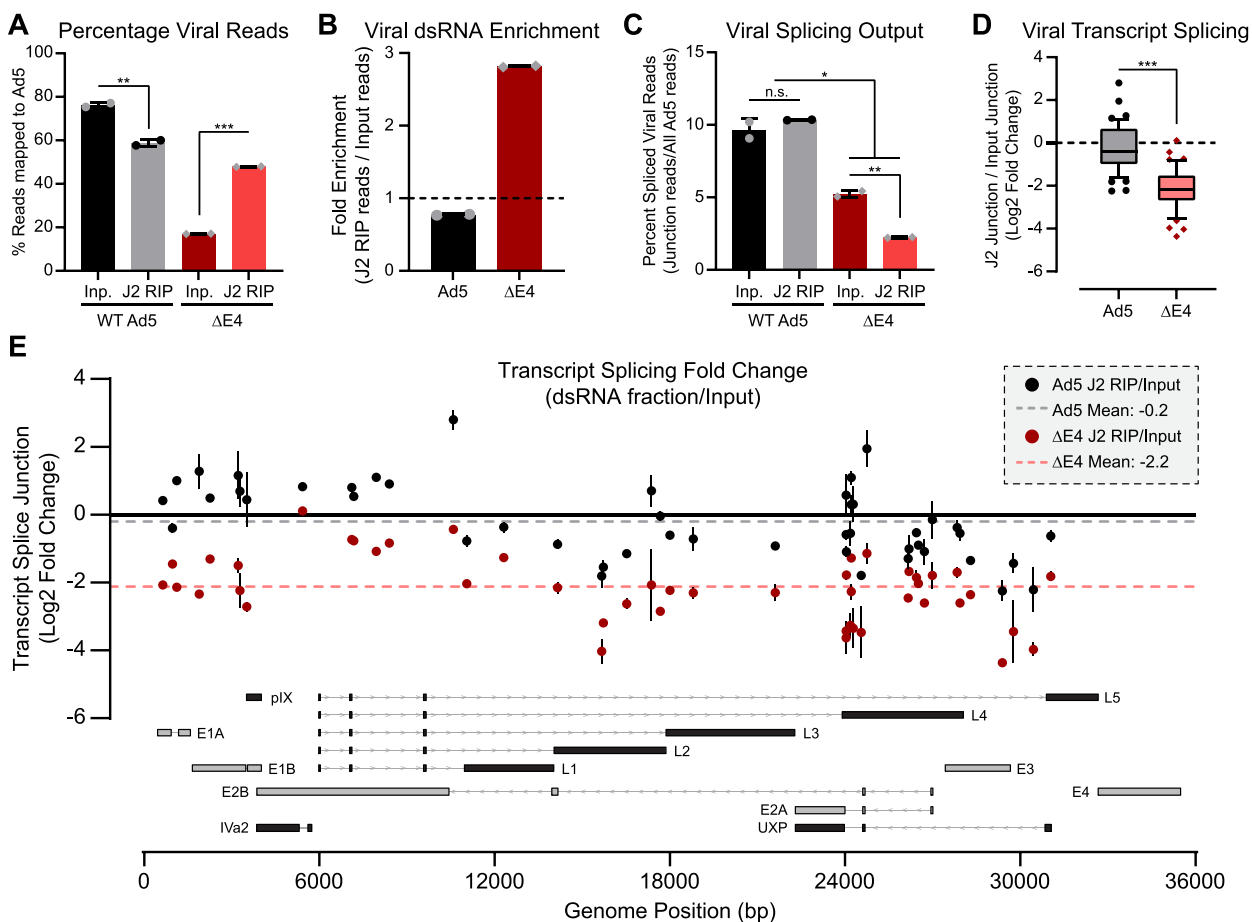 A
Percentage Viral Reads
% Reads mapped to Ad5
100
80
60
40
20
0
**
***
Inp. J2 RIP Inp. J2 RIP
WT Ad5 ΔE4
B
Viral dsRNA Enrichment
Fold Enrichment
(J2 RIP reads / Input reads)
3
2
1
0
Ad5 ΔE4
C
Viral Splicing Output
Percent Spliced Viral Reads
(Junction reads/All Ad5 reads)
15
10
5
0
n.s.
*
**
Inp. J2 RIP Inp. J2 RIP
WT Ad5 ΔE4
D
Viral Transcript Splicing
J2 Junction / Input Junction
(Log2 Fold Change)
4
2
0
-2
-4
-6
***
Ad5 ΔE4
E
Transcript Splicing Fold Change
(dsRNA fraction/Input)
Transcript Splice Junction
(Log2 Fold Change)
4
2
0
-2
-4
-6
Ad5 J2 RIP/Input
Ad5 Mean: -0.2
ΔE4 J2 RIP/Input
ΔE4 Mean: -2.2
pIX
L5
L4
E1A
L3
L2
E1B
L1
E3
E2B
E4
E2A
IVa2
UXP
0 6000 12000 18000 24000 30000 36000
Genome Position (bp)